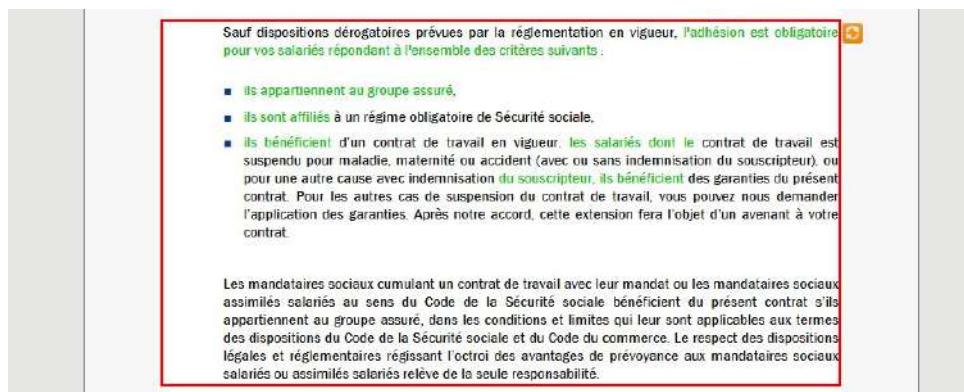 Sauf dispositions dérogatoires prévues par la réglementation en vigueur, l'adhésion est obligatoire
pour vos salariés répondant à l'ensemble des critères suivants :
ils appartiennent au groupe assuré,
ils sont affiliés à un régime obligatoire de Sécurité sociale,
ils bénéficient d'un contrat de travail en vigueur, les salariés dont le contrat de travail est
suspendu pour maladie, maternité ou accident (avec ou sans indemnisation du souscripteur), ou
pour une autre cause avec indemnisation du souscripteur, ils bénéficient des garanties du présent
contrat. Pour les autres cas de suspension du contrat de travail, vous pouvez nous demander
l'application des garanties. Après notre accord, cette extension fera l'objet d'un avenant à votre
contrat.
Les mandataires sociaux cumulant un contrat de travail avec leur mandat ou les mandataires sociaux
assimilés salariés au sens du Code de la Sécurité sociale bénéficient du présent contrat s'ils
appartiennent au groupe assuré, dans les conditions et limites qui leur sont applicables aux termes
des dispositions du Code de la Sécurité sociale et du Code du commerce. Le respect des dispositions
légales et réglementaires régissant l'octroi des avantages de prévoyance aux mandataires sociaux
salariés ou assimilés salariés relève de la seule responsabilité.